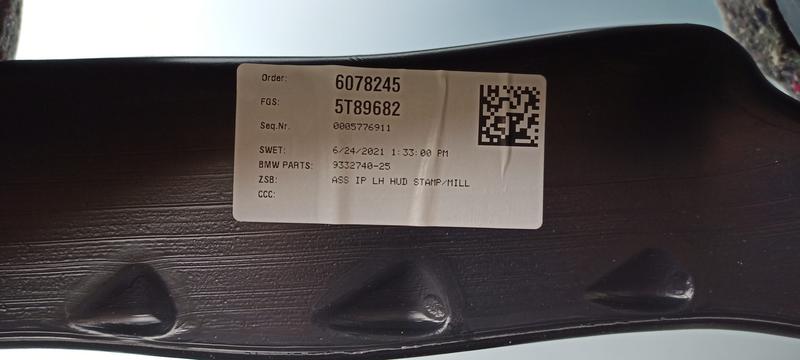 Order: 6078245
FGS: 5T89682
Seq.Nr. 0005776911
SWET: 6/24/2021 1:33:00 PM
BMW PARTS: 9332740-25
ZSB: ASS IP LH HUD STAMP/MILL
CCC: